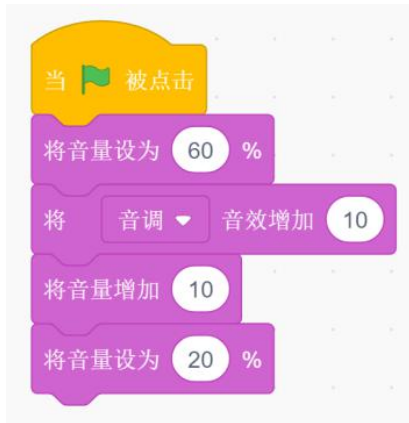 当 被点击
将音量设为 60 %
将 音调 音效增加 10
将音量增加 10
将音量设为 20 %